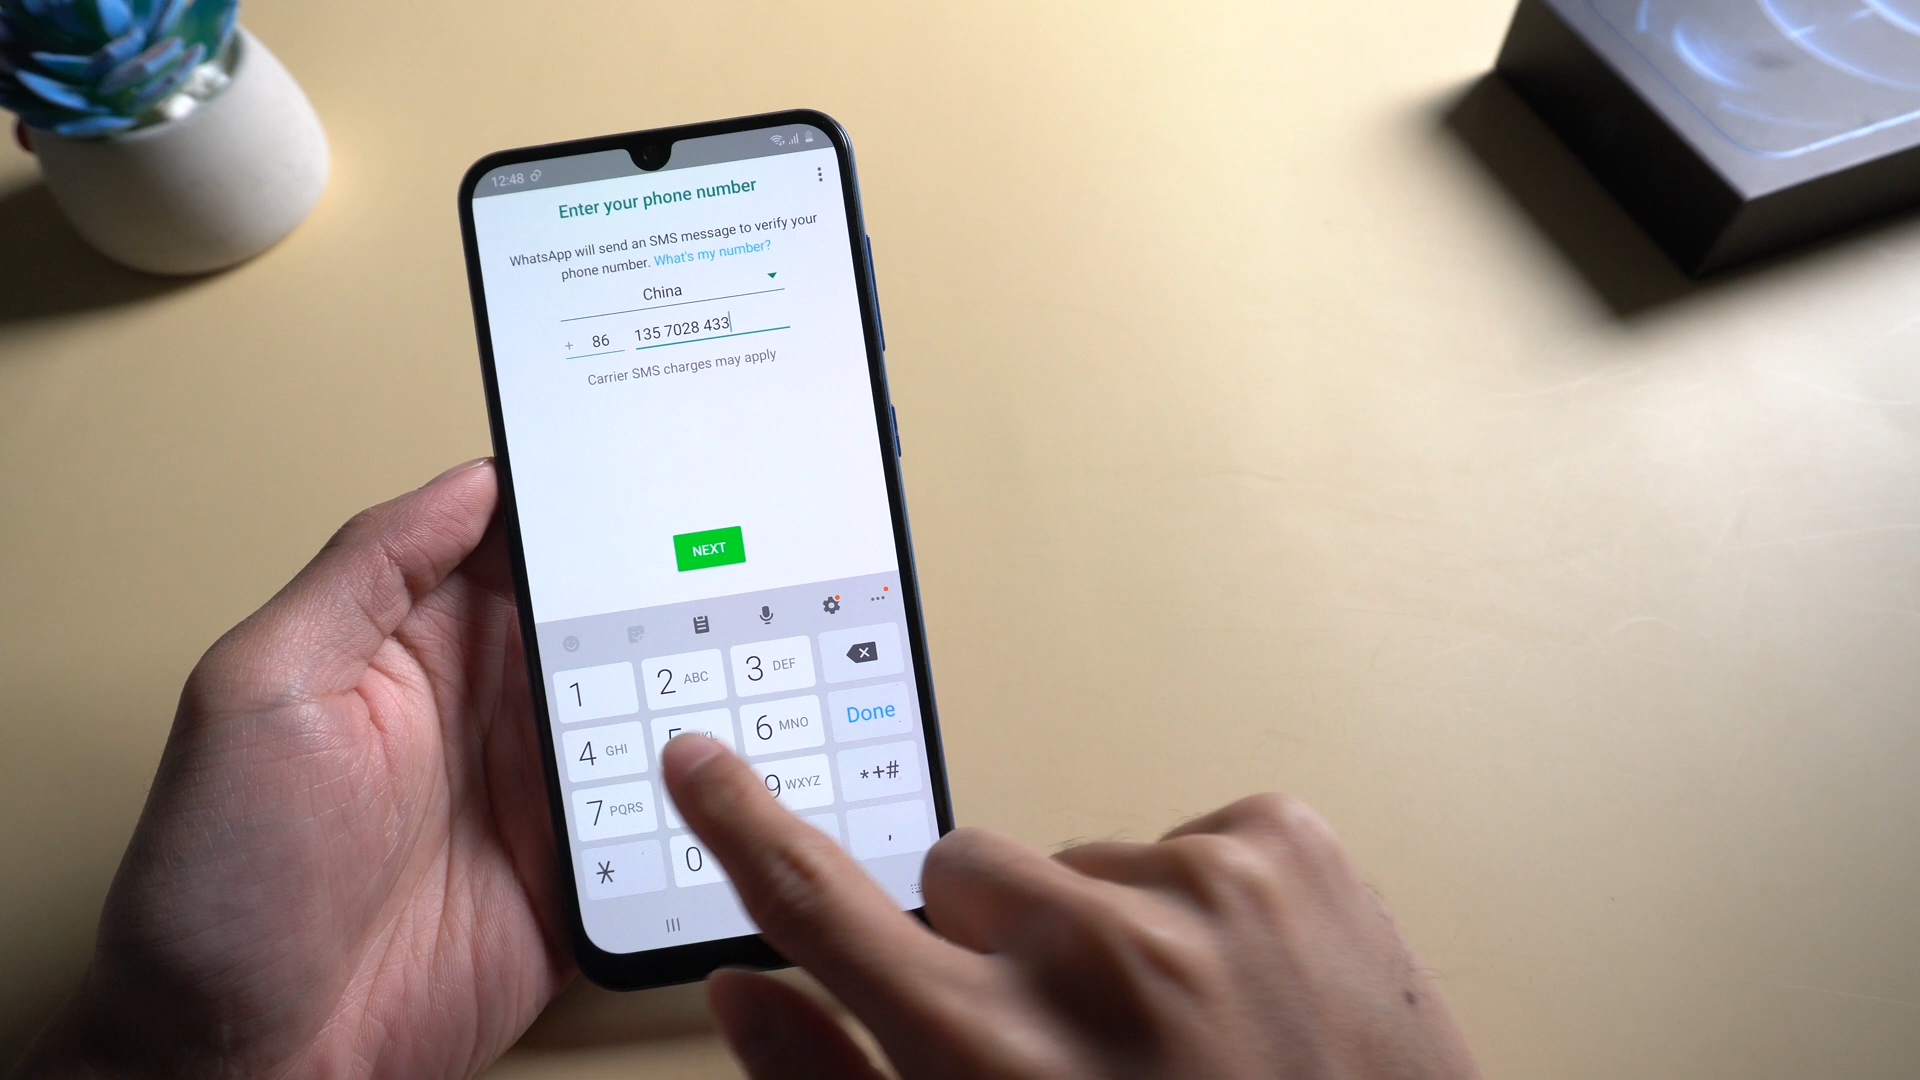 12:48
Enter your phone number
WhatsApp will send an SMS message to verify your
phone number. What's my number?
China
+ 86 135 7028 433
Carrier SMS charges may apply
NEXT
1 2 ABC 3 DEF
4 GHI 5 JKL 6 MNO Done
7 PQRS 9 WXYZ *+#
* 0 ,